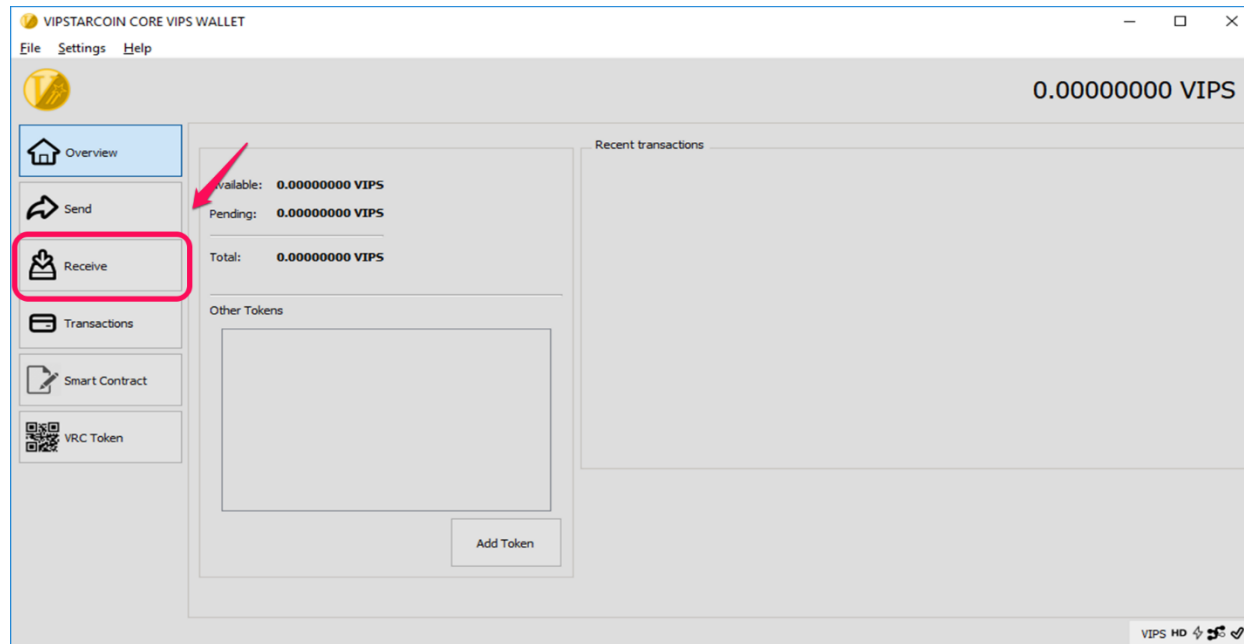 VIPSTARCOIN CORE VIPS WALLET
File Settings Help
0.00000000 VIPS
Overview
Send
Receive
Transactions
Smart Contract
VRC Token
Available: 0.00000000 VIPS
Pending: 0.00000000 VIPS
Total: 0.00000000 VIPS
Other Tokens
Add Token
Recent transactions
VIPS HD